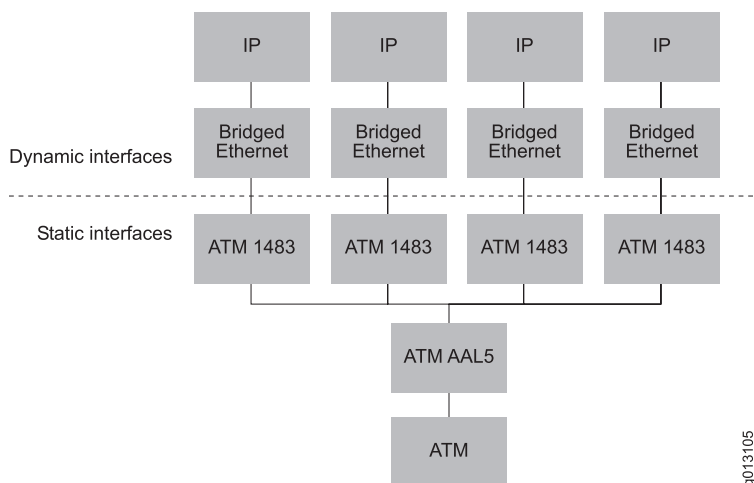 IP
IP
IP
IP
Dynamic interfaces
Bridged
Ethernet
Bridged
Ethernet
Bridged
Ethernet
Bridged
Ethernet
Static interfaces
ATM 1483
ATM 1483
ATM 1483
ATM 1483
ATM AAL5
ATM
g013105